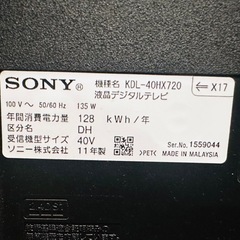 SONY® 機種名 KDL-40HX720 ⇐X17
液晶デジタルテレビ
100 V～ 50/60 Hz 135 W
年間消費電力量 128 kWh/年
区分名 DH
受信機型サイズ 40V
ソニー株式会社 11年製
Ser.No. 1559044
MADE IN MALAYSIA